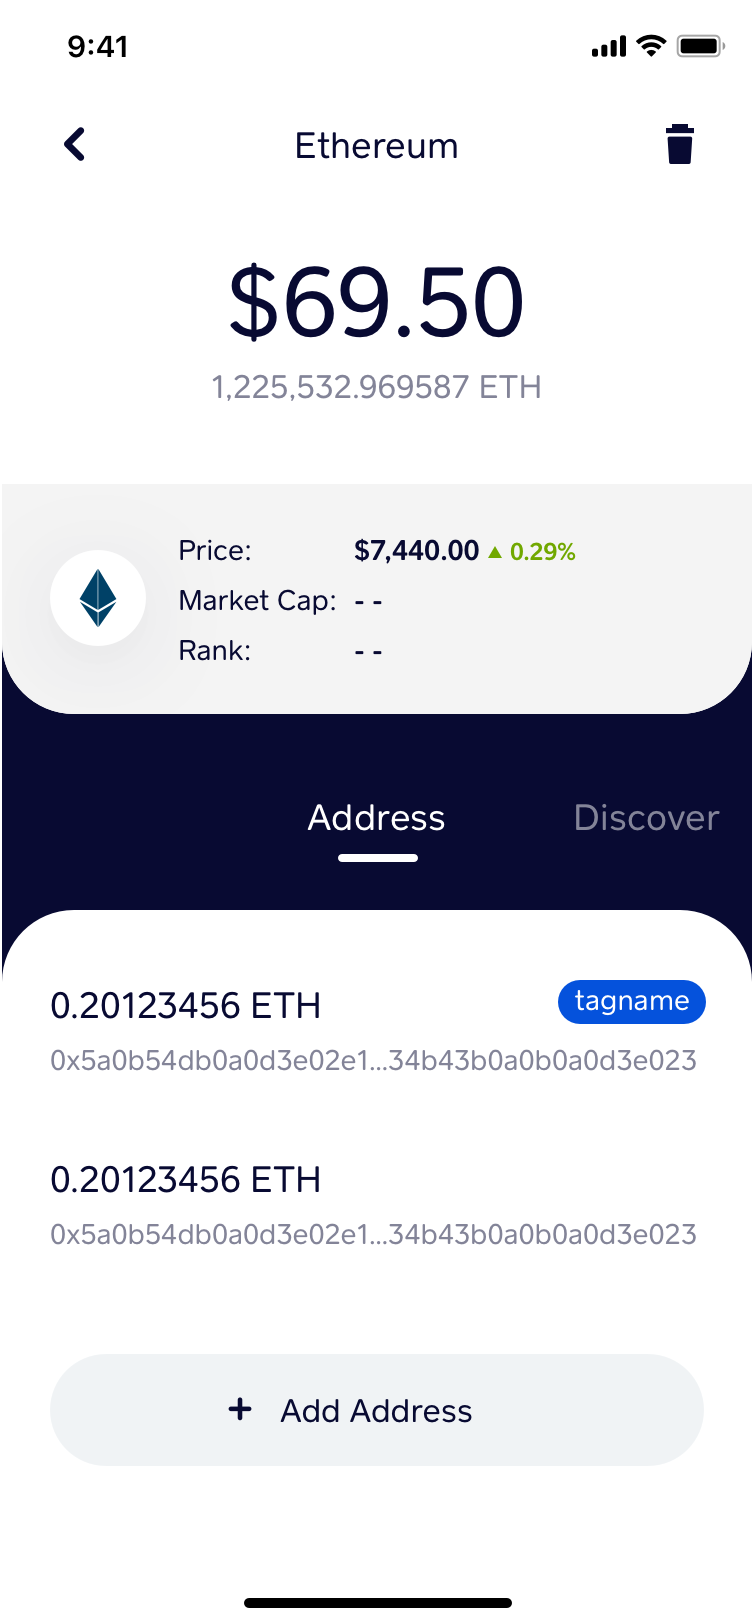 9:41
Ethereum
$69.50
1,225,532.969587 ETH
Price: $7,440.00 ▲ 0.29%
Market Cap: - -
Rank: - -
Address Discover
0.20123456 ETH tagname
0x5a0b54db0a0d3e02e1...34b43b0a0b0a0d3e023
0.20123456 ETH
0x5a0b54db0a0d3e02e1...34b43b0a0b0a0d3e023
+ Add Address